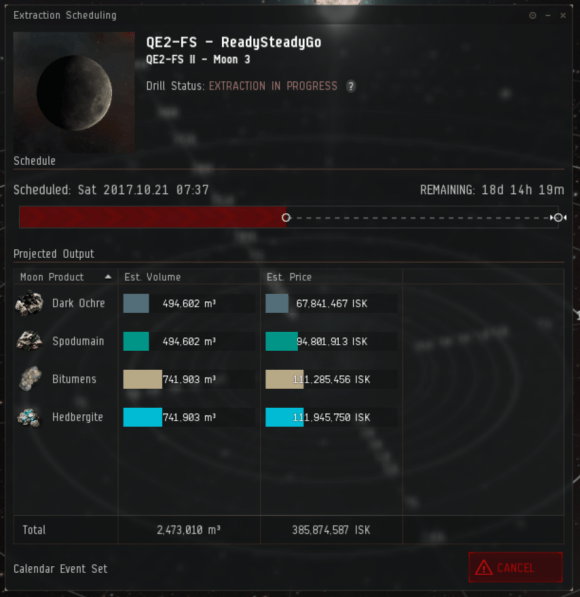 Extraction Scheduling
QE2-FS - ReadySteadyGo
QE2-FS II - Moon 3
Drill Status: EXTRACTION IN PROGRESS ?
Schedule
Scheduled: Sat 2017.10.21 07:37 REMAINING: 18d 14h 19m
Projected Output
Moon Product Est. Volume Est. Price
Dark Ochre 494,602 m³ 67,841,467 ISK
Spodumain 494,602 m³ 94,801,913 ISK
Bitumens 741,903 m³ 111,285,456 ISK
Hedbergite 741,903 m³ 111,945,750 ISK
Total 2,473,010 m³ 385,874,587 ISK
Calendar Event Set CANCEL